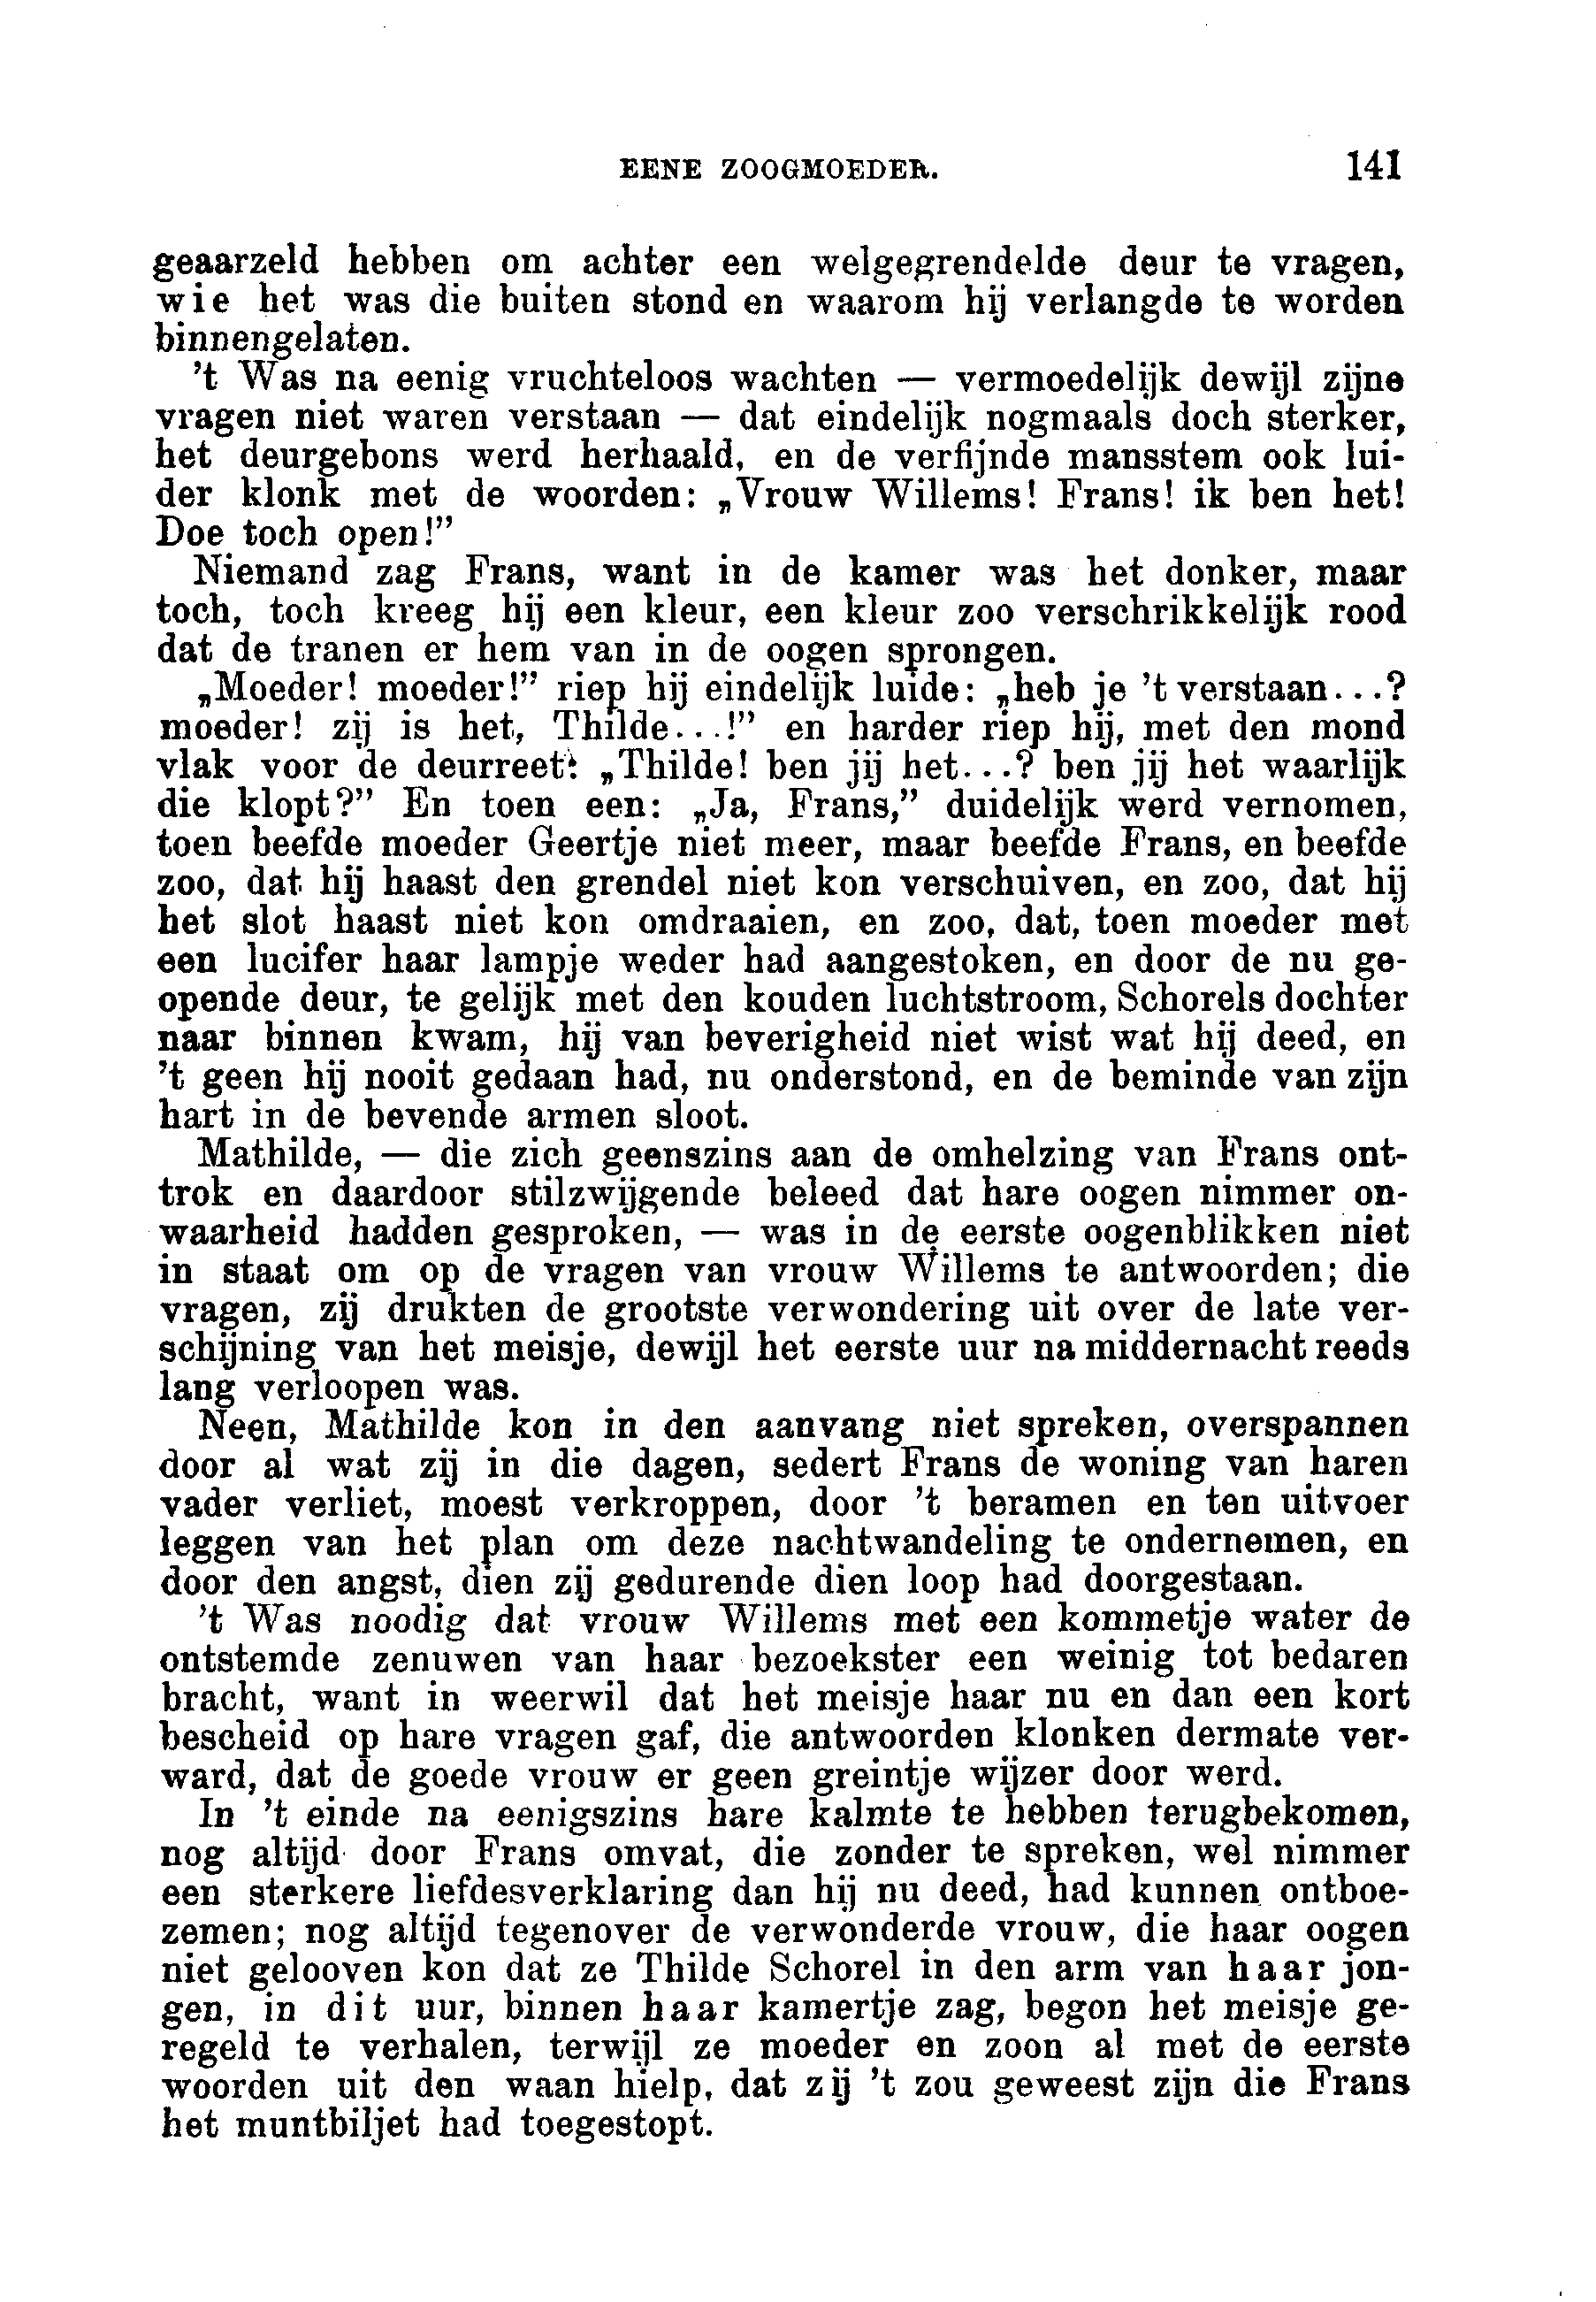 EENE ZOOGMOEDER. 141
geaarzeld hebben om achter een welgegrendelde deur te vragen,
wie het was die buiten stond en waarom hij verlangde te worden
binnengelaten.
't Was na eenig vruchteloos wachten — vermoedelijk dewijl zijne
vragen niet waren verstaan — dat eindelijk nogmaals doch sterker,
het deurgebons werd herhaald, en de verfijnde mansstem ook lui-
der klonk met de woorden: „Vrouw Willems! Frans! ik ben het!
Doe toch open!”
Niemand zag Frans, want in de kamer was het donker, maar
toch, toch kreeg hij een kleur, een kleur zoo verschrikkelijk rood
dat de tranen er hem van in de oogen sprongen.
„Moeder! moeder!” riep hij eindelijk luide: „heb je 't verstaan...?
moeder! zij is het, Thilde...!” en harder riep hij, met den mond
vlak voor de deurreet: „Thilde! ben jij het...? ben jij het waarlijk
die klopt?” En toen een: „Ja, Frans,” duidelijk werd vernomen,
toen beefde moeder Geertje niet meer, maar beefde Frans, en beefde
zoo, dat hij haast den grendel niet kon verschuiven, en zoo, dat hij
het slot haast niet kon omdraaien, en zoo, dat, toen moeder met
een lucifer haar lampje weder had aangestoken, en door de nu ge-
opende deur, te gelijk met den kouden luchtstroom, Schorels dochter
naar binnen kwam, hij van beverigheid niet wist wat hij deed, en
't geen hij nooit gedaan had, nu onderstond, en de beminde van zijn
hart in de bevende armen sloot.
Mathilde, — die zich geenszins aan de omhelzing van Frans ont-
trok en daardoor stilzwijgende beleed dat hare oogen nimmer on-
waarheid hadden gesproken, — was in de eerste oogenblikken niet
in staat om op de vragen van vrouw Willems te antwoorden; die
vragen, zij drukten de grootste verwondering uit over de late ver-
schijning van het meisje, dewijl het eerste uur na middernacht reeds
lang verloopen was.
Neen, Mathilde kon in den aanvang niet spreken, overspannen
door al wat zij in die dagen, sedert Frans de woning van haren
vader verliet, moest verkroppen, door 't beramen en ten uitvoer
leggen van het plan om deze nachtwandeling te ondernemen, en
door den angst, dien zij gedurende dien loop had doorgestaan.
't Was noodig dat vrouw Willems met een kommetje water de
ontstemde zenuwen van haar bezoekster een weinig tot bedaren
bracht, want in weerwil dat het meisje haar nu en dan een kort
bescheid op hare vragen gaf, die antwoorden klonken dermate ver-
ward, dat de goede vrouw er geen greintje wijzer door werd.
In 't einde na eenigszins hare kalmte te hebben terugbekomen,
nog altijd door Frans omvat, die zonder te spreken, wel nimmer
een sterkere liefdesverklaring dan hij nu deed, had kunnen ontboe-
zemen; nog altijd tegenover de verwonderde vrouw, die haar oogen
niet gelooven kon dat ze Thilde Schorel in den arm van haar jon-
gen, in dit uur, binnen haar kamertje zag, begon het meisje ge-
regeld te verhalen, terwijl ze moeder en zoon al met de eerste
woorden uit den waan hielp, dat zij 't zou geweest zijn die Frans
het muntbiljet had toegestopt.